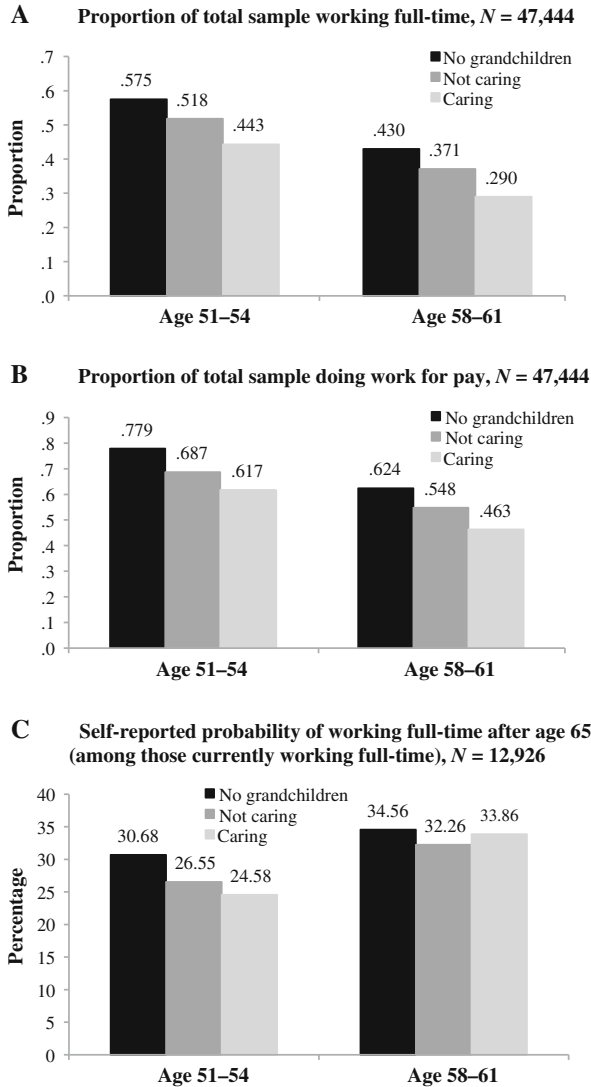 A Proportion of total sample working full-time, N = 47,444
.7
.6
.5
.4
.3
.2
.1
.0
Proportion
No grandchildren
Not caring
Caring
.575
.518
.443
.430
.371
.290
Age 51–54
Age 58–61
B Proportion of total sample doing work for pay, N = 47,444
.9
.8
.7
.6
.5
.4
.3
.2
.1
.0
Proportion
No grandchildren
Not caring
Caring
.779
.687
.617
.624
.548
.463
Age 51–54
Age 58–61
C Self-reported probability of working full-time after age 65
(among those currently working full-time), N = 12,926
40
35
30
25
20
15
10
5
0
Percentage
No grandchildren
Not caring
Caring
30.68
26.55
24.58
34.56
32.26
33.86
Age 51–54
Age 58–61